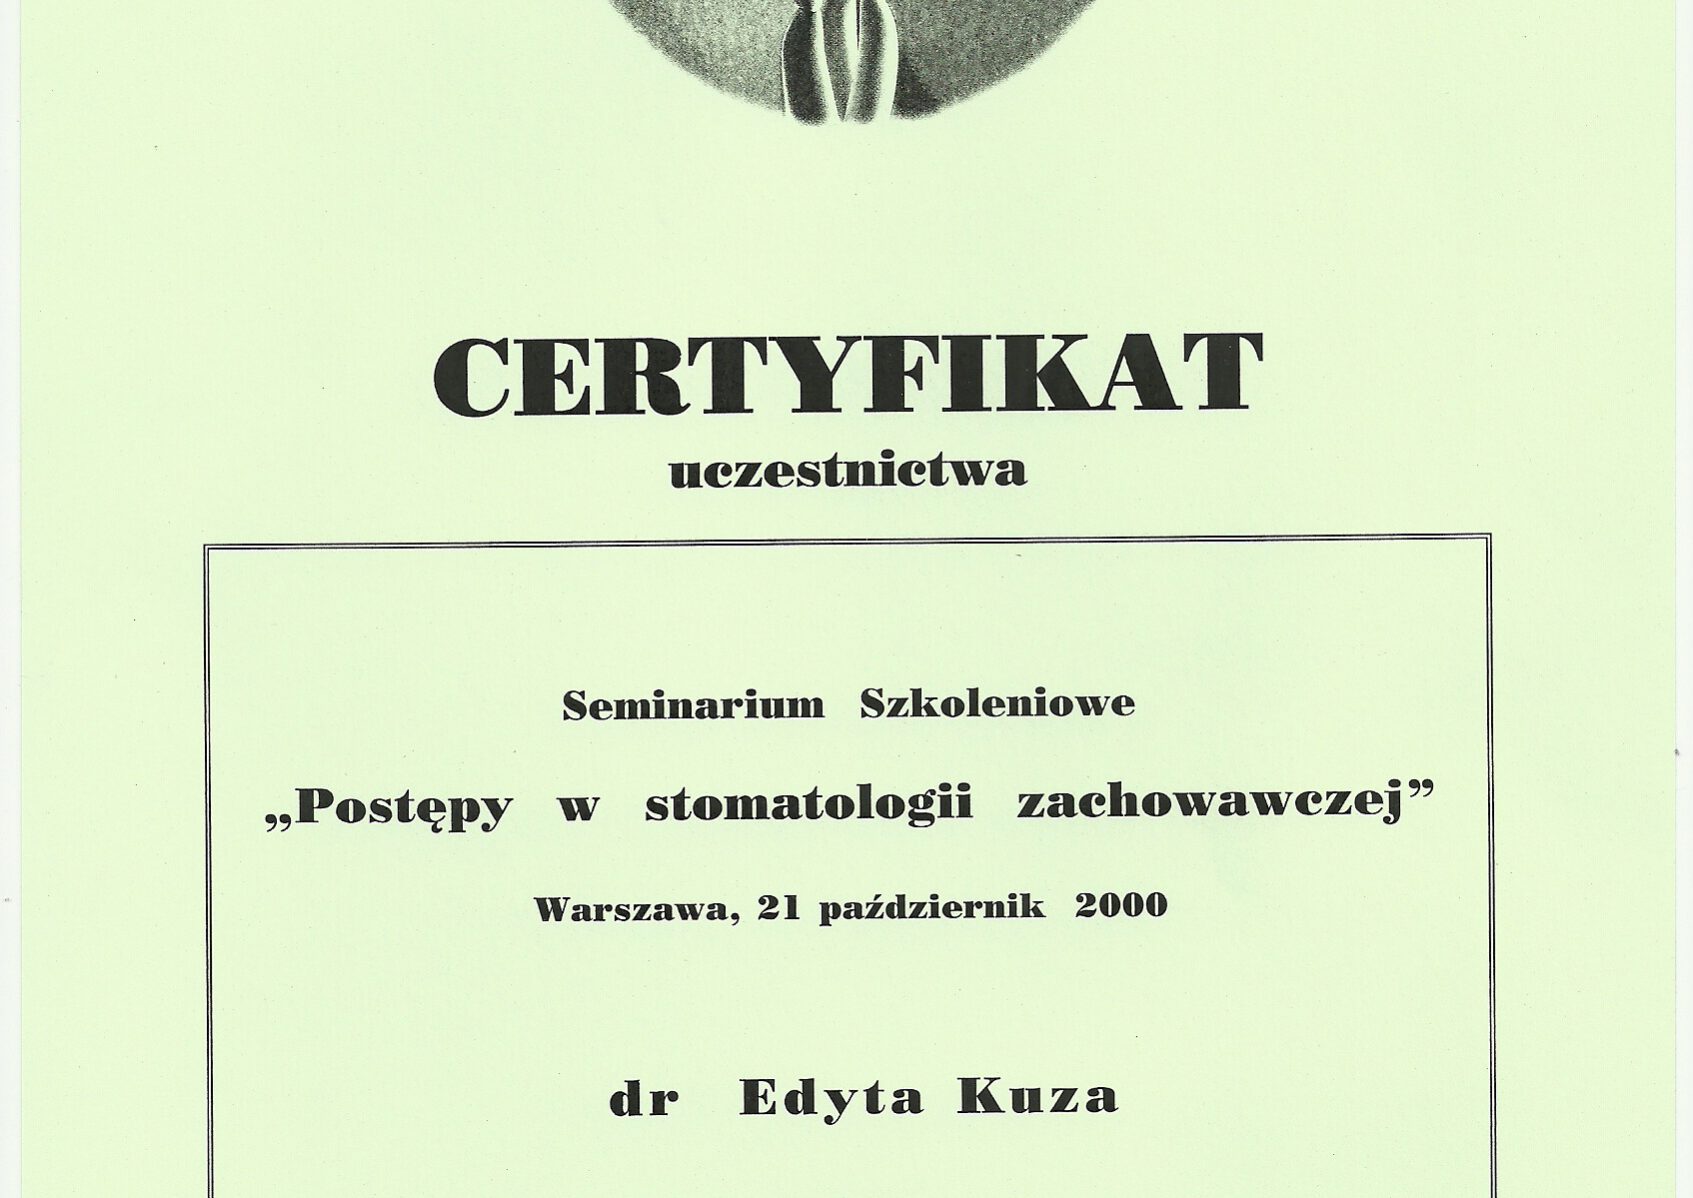 CERTYFIKAT
uczestnictwa
Seminarium Szkoleniowe
„Postępy w stomatologii zachowawczej”
Warszawa, 21 październik 2000
dr Edyta Kuza